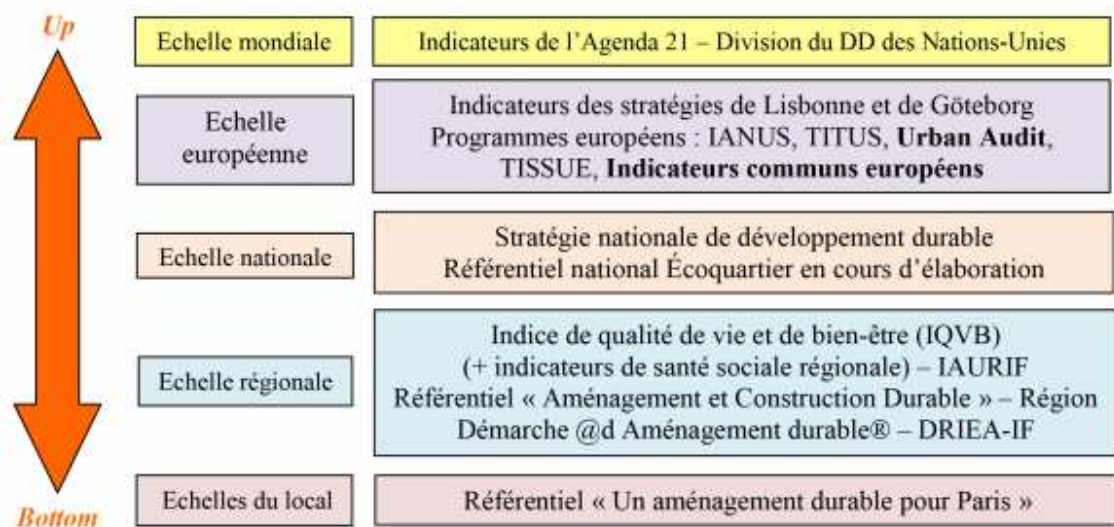 Up
Echelle mondiale
Indicateurs de l’Agenda 21 – Division du DD des Nations-Unies
Echelle
européenne
Indicateurs des stratégies de Lisbonne et de Göteborg
Programmes européens : IANUS, TITUS, Urban Audit,
TISSUE, Indicateurs communs européens
Echelle nationale
Stratégie nationale de développement durable
Référentiel national Écoquartier en cours d’élaboration
Echelle régionale
Indice de qualité de vie et de bien-être (IQVB)
(+ indicateurs de santé sociale régionale) – IAURIF
Référentiel « Aménagement et Construction Durable » – Région
Démarche @d Aménagement durable® – DRIEA-IF
Echelles du local
Référentiel « Un aménagement durable pour Paris »
Bottom